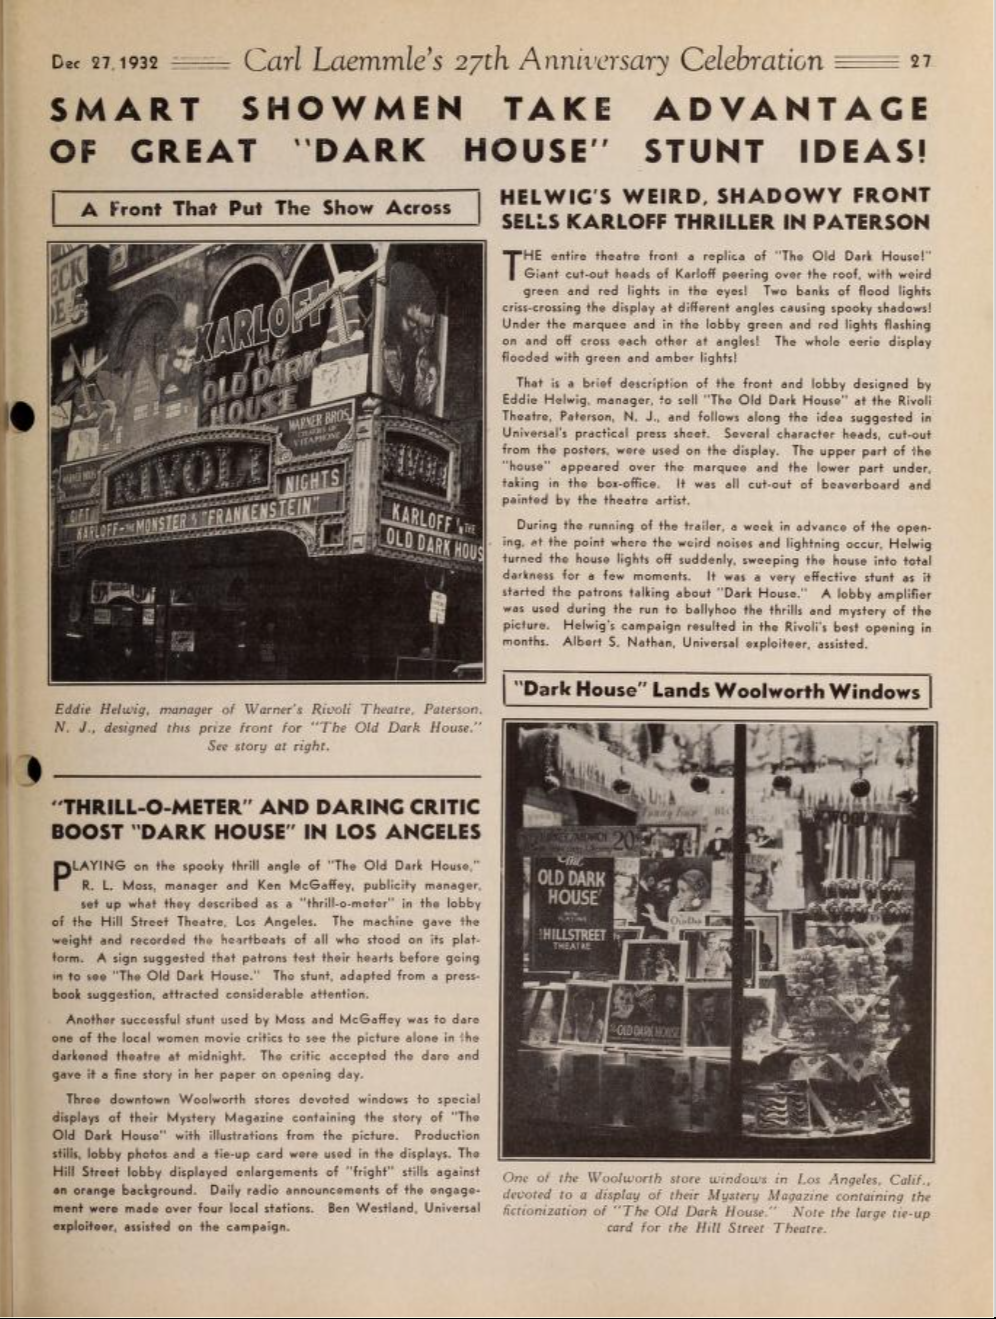 Dec 27, 1932 Carl Laemmle's 27th Anniversary Celebration 27
SMART SHOWMEN TAKE ADVANTAGE
OF GREAT "DARK HOUSE" STUNT IDEAS!
A Front That Put The Show Across
KARLOFF
THE
OLD DARK
HOUSE
WARNER BROS.
VITAPHONE
RIVOLI
NIGHTS
GIFT
KARLOFF-THE MONSTER of "FRANKENSTEIN"
KARLOFF IN THE
OLD DARK HOUS
Eddie Helwig, manager of Warner's Rivoli Theatre, Paterson,
N. J., designed this prize front for "The Old Dark House."
See story at right.
"THRILL-O-METER" AND DARING CRITIC
BOOST "DARK HOUSE" IN LOS ANGELES
PLAYING on the spooky thrill angle of "The Old Dark House,"
R. L. Moss, manager and Ken McGaffey, publicity manager,
set up what they described as a "thrill-o-meter" in the lobby
of the Hill Street Theatre, Los Angeles. The machine gave the
weight and recorded the heartbeats of all who stood on its plat-
form. A sign suggested that patrons test their hearts before going
in to see "The Old Dark House." The stunt, adapted from a press-
book suggestion, attracted considerable attention.
Another successful stunt used by Moss and McGaffey was to dare
one of the local women movie critics to see the picture alone in the
darkened theatre at midnight. The critic accepted the dare and
gave it a fine story in her paper on opening day.
Three downtown Woolworth stores devoted windows to special
displays of their Mystery Magazine containing the story of "The
Old Dark House" with illustrations from the picture. Production
stills, lobby photos and a tie-up card were used in the displays. The
Hill Street lobby displayed enlargements of "fright" stills against
an orange background. Daily radio announcements of the engage-
ment were made over four local stations. Ben Westland, Universal
exploiteer, assisted on the campaign.
HELWIG'S WEIRD, SHADOWY FRONT
SELLS KARLOFF THRILLER IN PATERSON
THE entire theatre front a replica of "The Old Dark House!"
Giant cut-out heads of Karloff peering over the roof, with weird
green and red lights in the eyes! Two banks of flood lights
criss-crossing the display at different angles causing spooky shadows!
Under the marquee and in the lobby green and red lights flashing
on and off cross each other at angles! The whole eerie display
flooded with green and amber lights!
That is a brief description of the front and lobby designed by
Eddie Helwig, manager, to sell "The Old Dark House" at the Rivoli
Theatre, Paterson, N. J., and follows along the idea suggested in
Universal's practical press sheet. Several character heads, cut-out
from the posters, were used on the display. The upper part of the
"house" appeared over the marquee and the lower part under,
taking in the box-office. It was all cut-out of beaverboard and
painted by the theatre artist.
During the running of the trailer, a week in advance of the open-
ing, at the point where the weird noises and lightning occur, Helwig
turned the house lights off suddenly, sweeping the house into total
darkness for a few moments. It was a very effective stunt as it
started the patrons talking about "Dark House." A lobby amplifier
was used during the run to ballyhoo the thrills and mystery of the
picture. Helwig's campaign resulted in the Rivoli's best opening in
months. Albert S. Nathan, Universal exploiteer, assisted.
"Dark House" Lands Woolworth Windows
The
OLD DARK
HOUSE
HILLSTREET
THEATRE
OLD DARK HOUSE
One of the Woolworth store windows in Los Angeles, Calif.,
devoted to a display of their Mystery Magazine containing the
fictionization of "The Old Dark House." Note the large tie-up
card for the Hill Street Theatre.